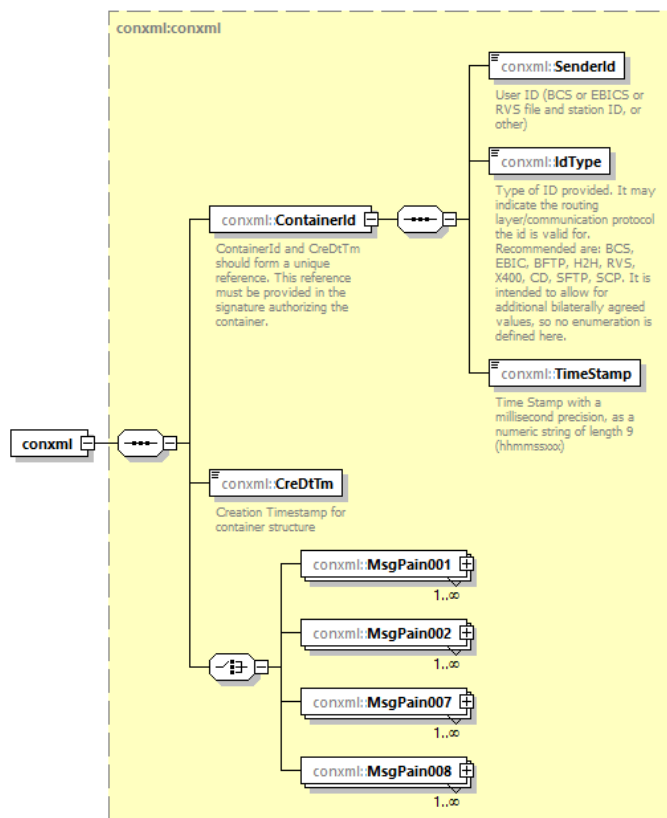 conxml:conxml
conxml::SenderId
User ID (BCS or EBICS or
RVS file and station ID, or
other)
conxml::IdType
Type of ID provided. It may
indicate the routing
layer/communication protocol
the id is valid for.
Recommended are: BCS,
EBIC, BFTP, H2H, RVS,
X400, CD, SFTP, SCP. It is
intended to allow for
additional bilaterally agreed
values, so no enumeration is
defined here.
conxml::ContainerId
ContainerId and CreDtTm
should form a unique
reference. This reference
must be provided in the
signature authorizing the
container.
conxml::TimeStamp
Time Stamp with a
millisecond precision, as a
numeric string of length 9
(hhmmssxxx)
conxml
conxml::CreDtTm
Creation Timestamp for
container structure
conxml::MsgPain001
1..∞
conxml::MsgPain002
1..∞
conxml::MsgPain007
1..∞
conxml::MsgPain008
1..∞